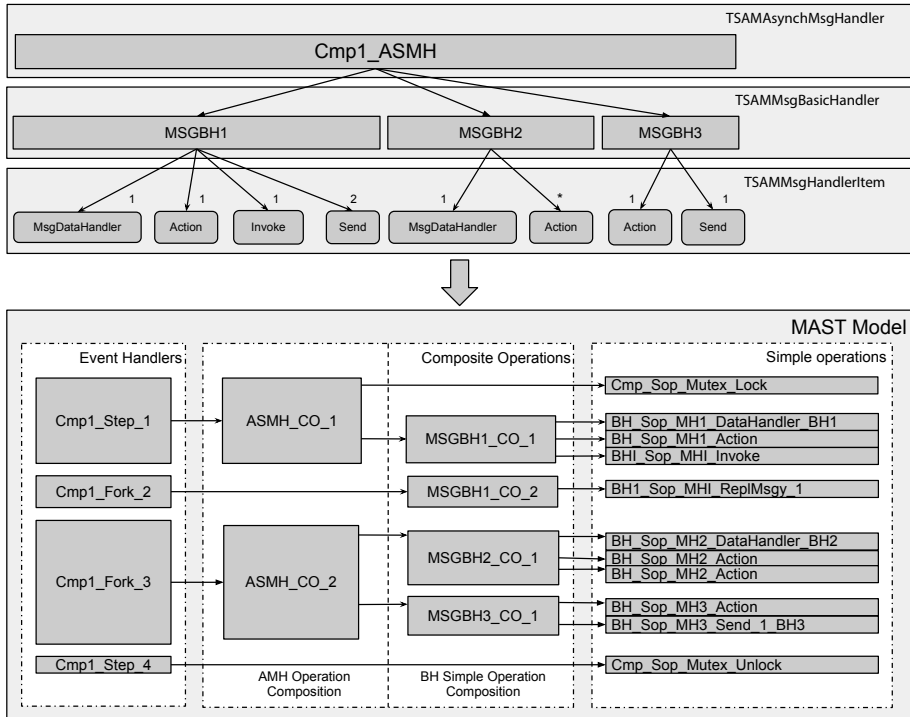 TSAMAsynchMsgHandler
Cmp1_ASMH
TSAMMsgBasicHandler
MSGBH1
MSGBH2
MSGBH3
TSAMMsgHandlerItem
1
1
1
2
1
*
1
1
MsgDataHandler
Action
Invoke
Send
MsgDataHandler
Action
Action
Send
MAST Model
Event Handlers
Composite Operations
Simple operations
Cmp1_Step_1
ASMH_CO_1
MSGBH1_CO_1
Cmp_Sop_Mutex_Lock
BH_Sop_MH1_DataHandler_BH1
BH_Sop_MH1_Action
BHI_Sop_MHI_Invoke
Cmp1_Fork_2
MSGBH1_CO_2
BH1_Sop_MHI_ReplMsgy_1
Cmp1_Fork_3
ASMH_CO_2
MSGBH2_CO_1
BH_Sop_MH2_DataHandler_BH2
BH_Sop_MH2_Action
BH_Sop_MH2_Action
MSGBH3_CO_1
BH_Sop_MH3_Action
BH_Sop_MH3_Send_1_BH3
Cmp1_Step_4
Cmp_Sop_Mutex_Unlock
AMH Operation
Composition
BH Simple Operation
Composition